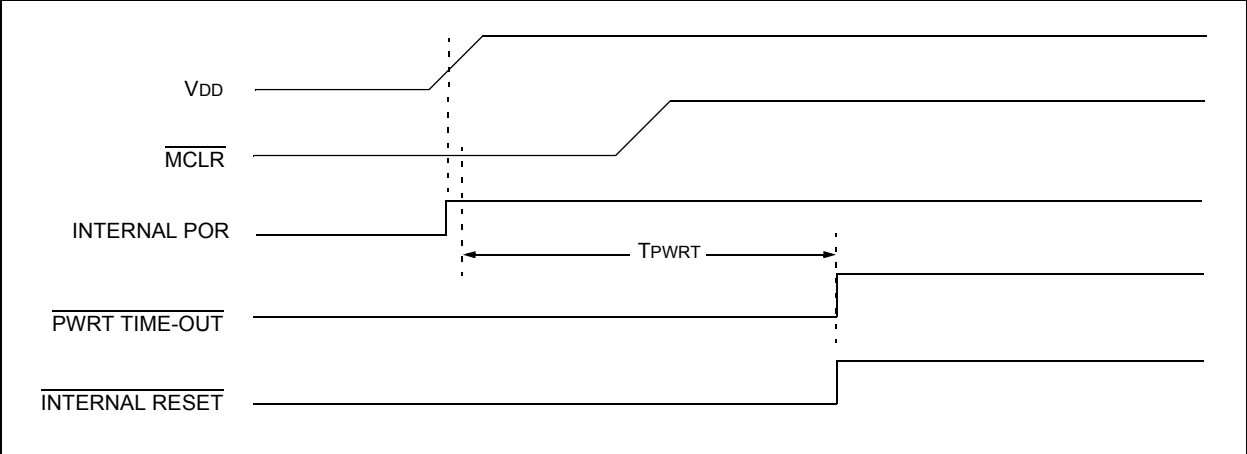 VDD
MCLR
INTERNAL POR
TPWRT
PWRT TIME-OUT
INTERNAL RESET